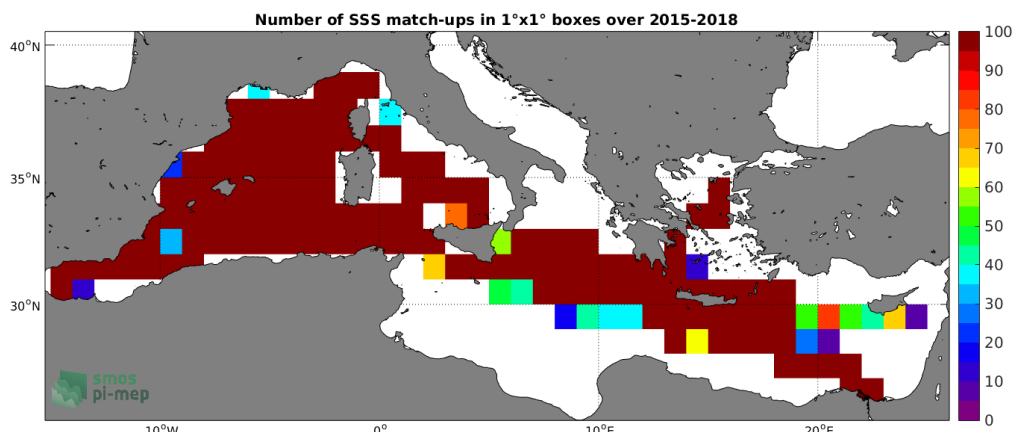 Number of SSS match-ups in 1°x1° boxes over 2015-2018
40°N
35°N
30°N
10°W
0°
10°E
20°E
100
90
80
70
60
50
40
30
20
10
0
smos
pi-mep